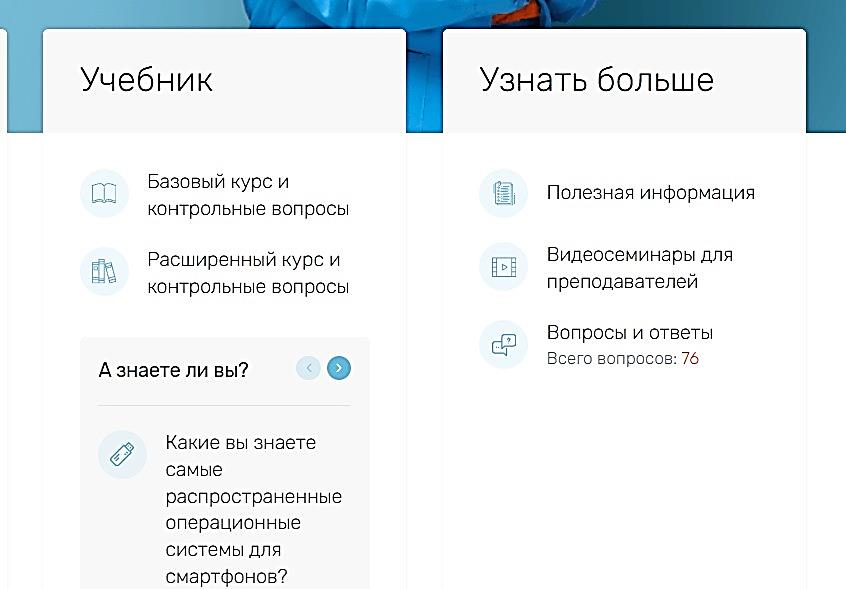 Учебник
Базовый курс и
контрольные вопросы
Расширенный курс и
контрольные вопросы
А знаете ли вы?
Какие вы знаете
самые
распространенные
операционные
системы для
смартфонов?
Узнать больше
Полезная информация
Видеосеминары для
преподавателей
Вопросы и ответы
Всего вопросов: 76